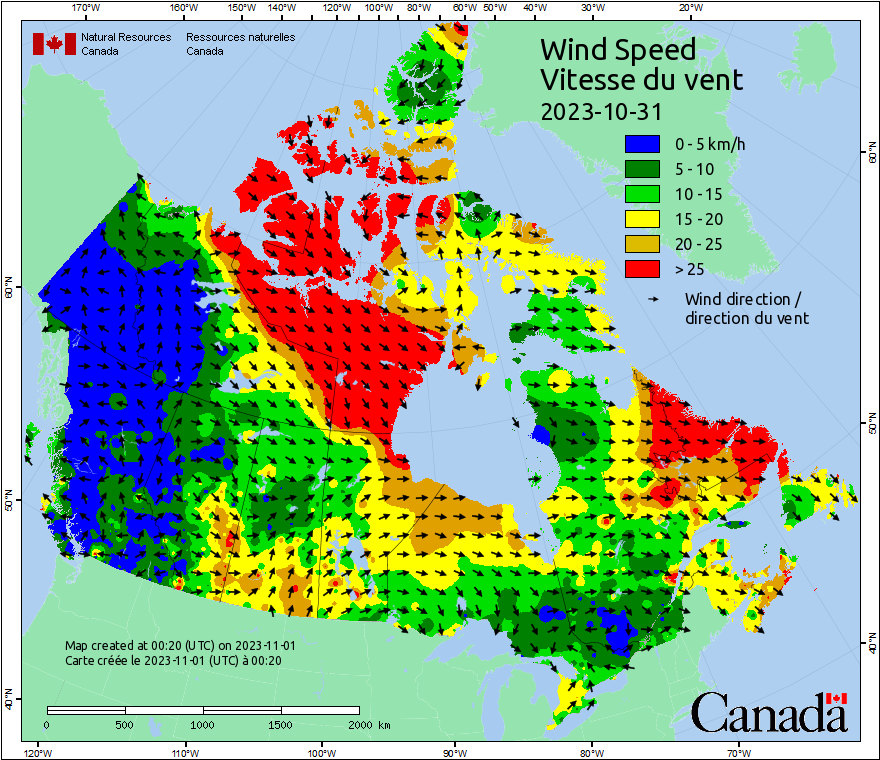 170°W 160°W 150°W 140°W 130°W 120°W 110°W 100°W 80°W 60°W 50°W 40°W 30°W 20°W
Natural Resources Ressources naturelles
Canada Canada
Wind Speed
Vitesse du vent
2023-10-31
0 - 5 km/h
5 - 10
10 - 15
15 - 20
20 - 25
> 25
Wind direction /
direction du vent
60°N
60°N
50°N
50°N
40°N
40°N
Map created at 00:20 (UTC) on 2023-11-01
Carte créée le 2023-11-01 (UTC) à 00:20
0 500 1000 1500 2000 km
Canada
120°W 110°W 100°W 90°W 80°W 70°W